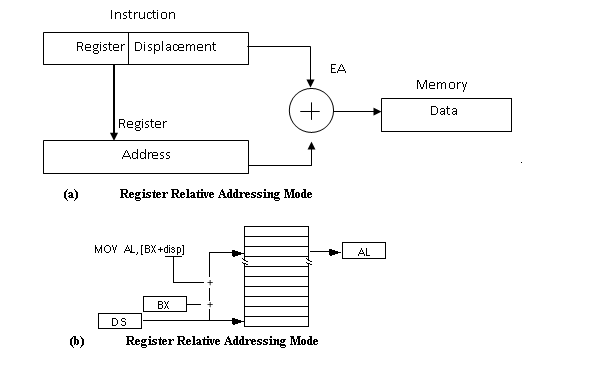 Instruction
Register Displacement
EA
Memory
+
Data
Register
Address
(a) Register Relative Addressing Mode
MOV AL,[BX+disp]
AL
+
BX
+
DS
(b) Register Relative Addressing Mode